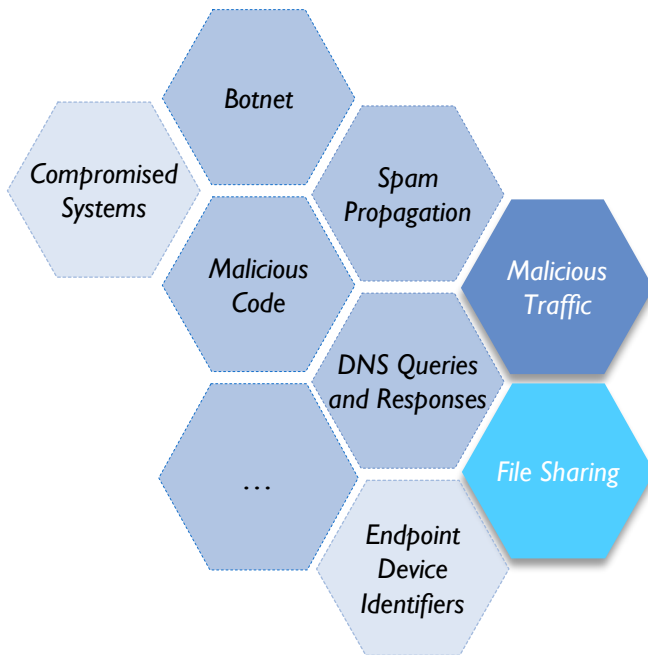 Botnet
Compromised
Systems
Spam
Propagation
Malicious
Code
Malicious
Traffic
DNS Queries
and Responses
...
File Sharing
Endpoint
Device
Identifiers